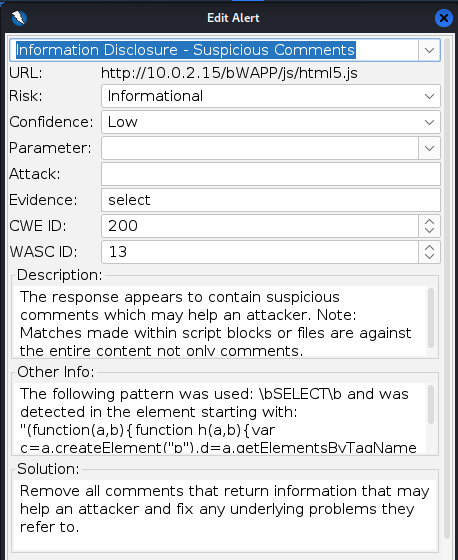 Edit Alert
Information Disclosure - Suspicious Comments
URL: http://10.0.2.15/bWAPP/js/html5.js
Risk: Informational
Confidence: Low
Parameter:
Attack:
Evidence: select
CWE ID: 200
WASC ID: 13
Description:
The response appears to contain suspicious
comments which may help an attacker. Note:
Matches made within script blocks or files are against
the entire content not only comments.
Other Info:
The following pattern was used: \bSELECT\b and was
detected in the element starting with:
"(function(a,b){function h(a,b){var
c=a.createElement("p"),d=a.getElementsByTagName
Solution:
Remove all comments that return information that may
help an attacker and fix any underlying problems they
refer to.